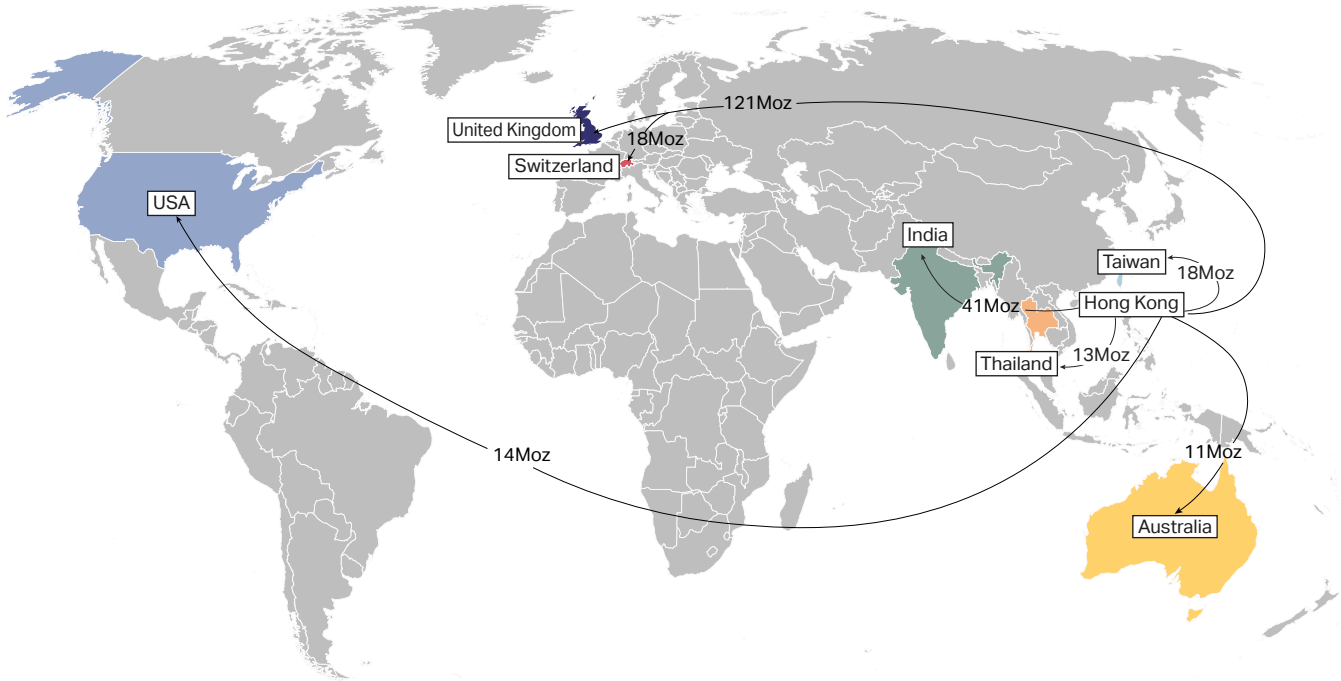 121Moz
United Kingdom
18Moz
Switzerland
USA
India
Taiwan
18Moz
41Moz
Hong Kong
Thailand
13Moz
14Moz
11Moz
Australia